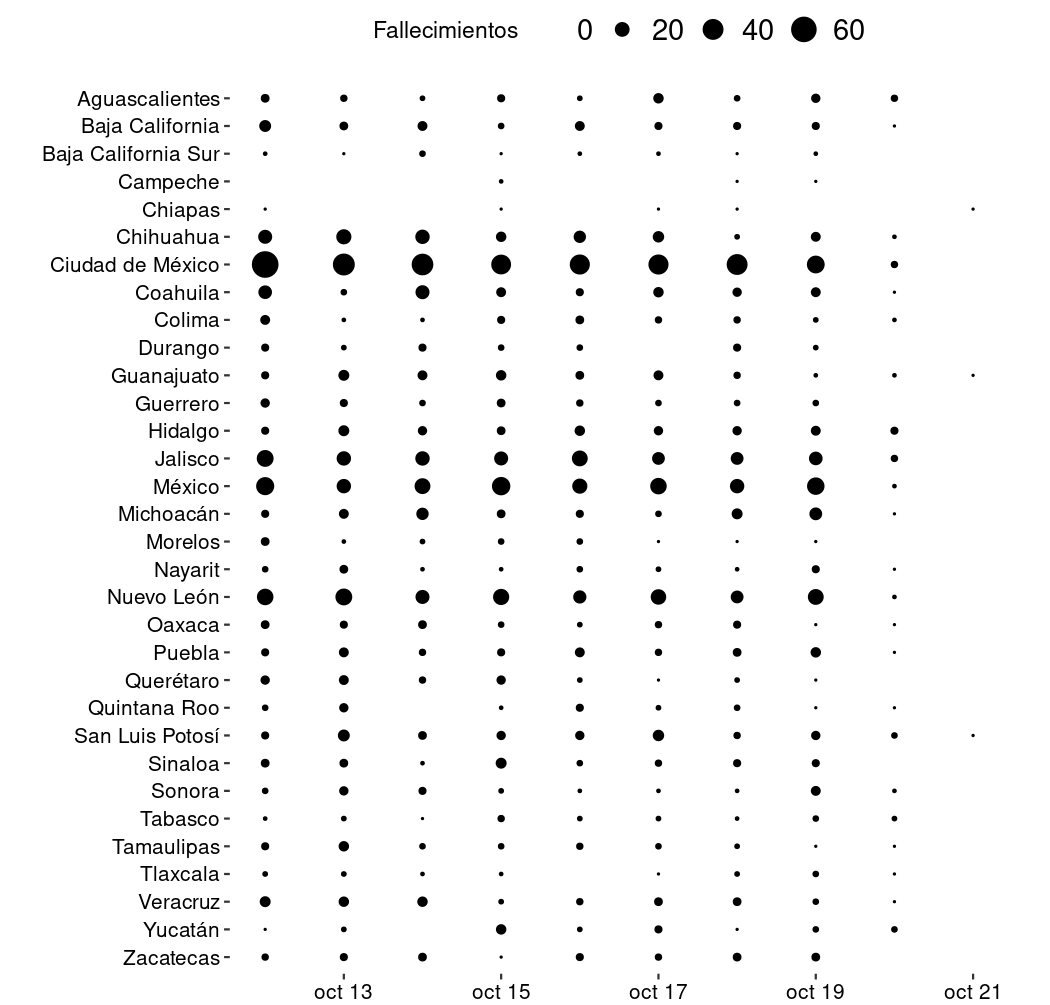 Fallecimientos 0 20 40 60
Aguascalientes
Baja California
Baja California Sur
Campeche
Chiapas
Chihuahua
Ciudad de México
Coahuila
Colima
Durango
Guanajuato
Guerrero
Hidalgo
Jalisco
México
Michoacán
Morelos
Nayarit
Nuevo León
Oaxaca
Puebla
Querétaro
Quintana Roo
San Luis Potosí
Sinaloa
Sonora
Tabasco
Tamaulipas
Tlaxcala
Veracruz
Yucatán
Zacatecas
oct 13 oct 15 oct 17 oct 19 oct 21